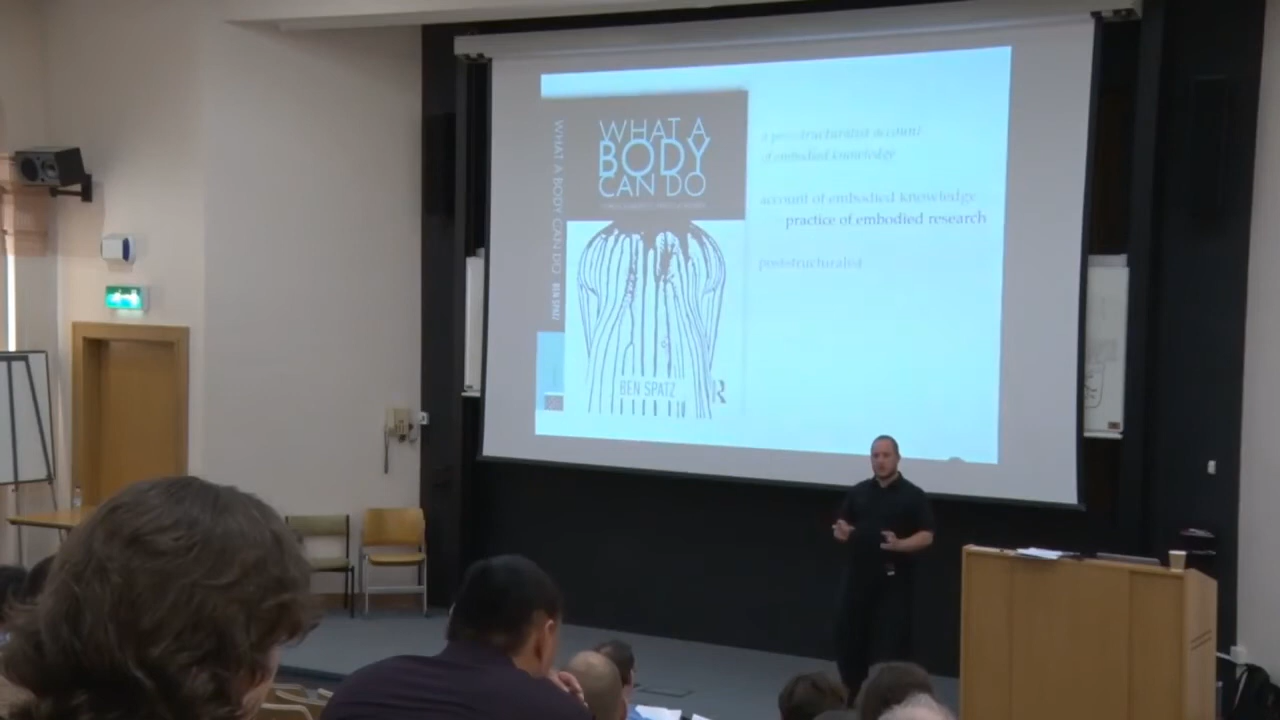 WHAT A
BODY
CAN DO
BEN SPATZ
R
WHAT A BODY CAN DO BEN SPATZ
a poststructuralist account
of embodied knowledge
account of embodied knowledge
practice of embodied research
poststructuralist